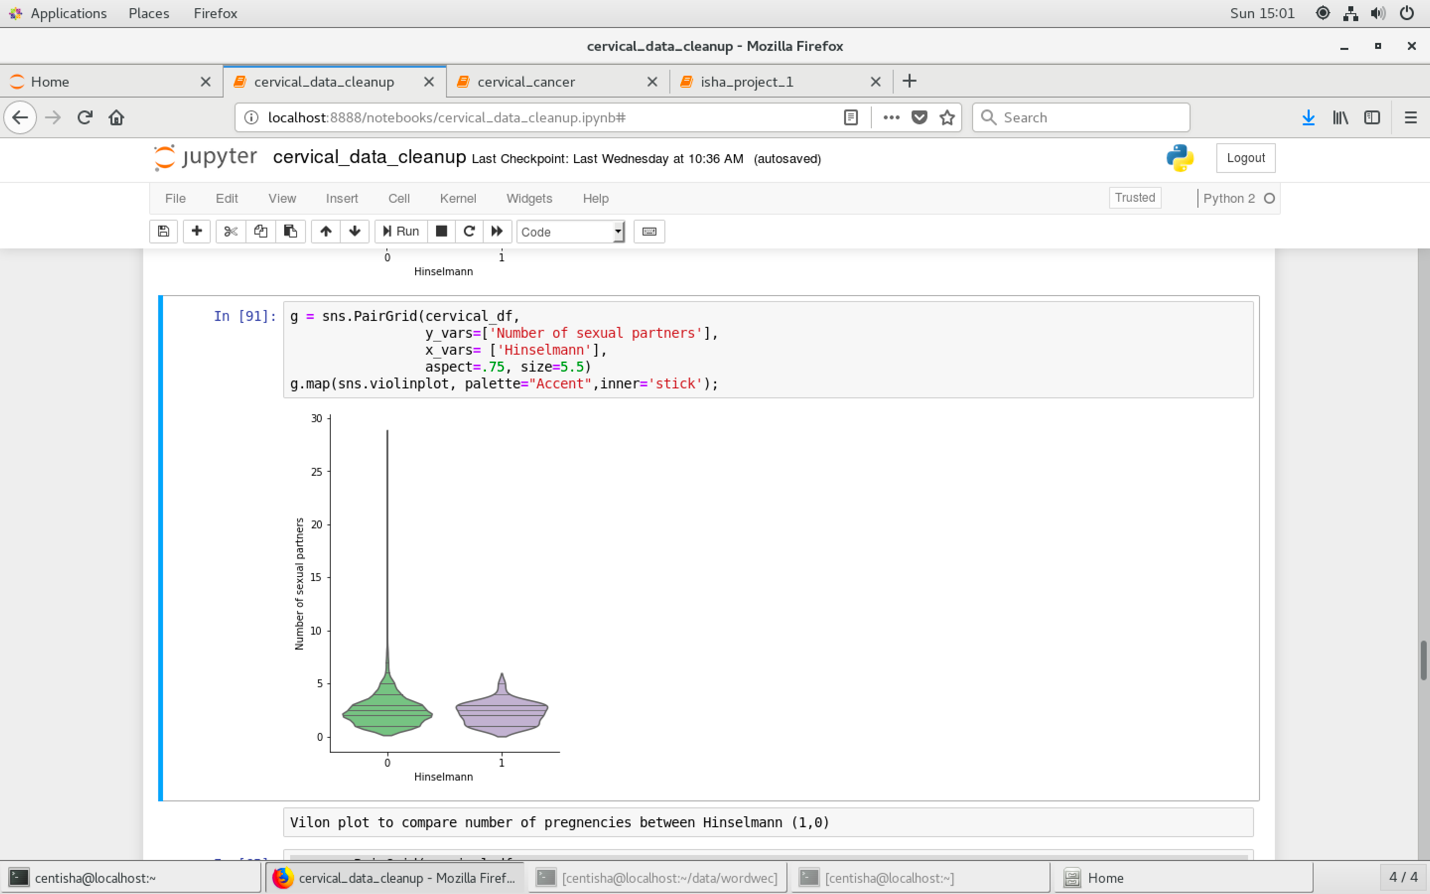 Applications Places Firefox Sun 15:01
cervical_data_cleanup - Mozilla Firefox
Home cervical_data_cleanup cervical_cancer isha_project_1
localhost:8888/notebooks/cervical_data_cleanup.ipynb# Search
jupyter cervical_data_cleanup Last Checkpoint: Last Wednesday at 10:36 AM (autosaved) Logout
File Edit View Insert Cell Kernel Widgets Help Trusted Python 2
Run Code
0 1
Hinselmann
In [91]: g = sns.PairGrid(cervical_df,
y_vars=['Number of sexual partners'],
x_vars= ['Hinselmann'],
aspect=.75, size=5.5)
g.map(sns.violinplot, palette="Accent",inner='stick');
30
25
20
15
10
5
0
Number of sexual partners
0 1
Hinselmann
Vilon plot to compare number of pregnencies between Hinselmann (1,0)
centisha@localhost:~ cervical_data_cleanup - Mozilla Firef... [centisha@localhost:~/data/wordwec] [centisha@localhost:~] Home 4 / 4